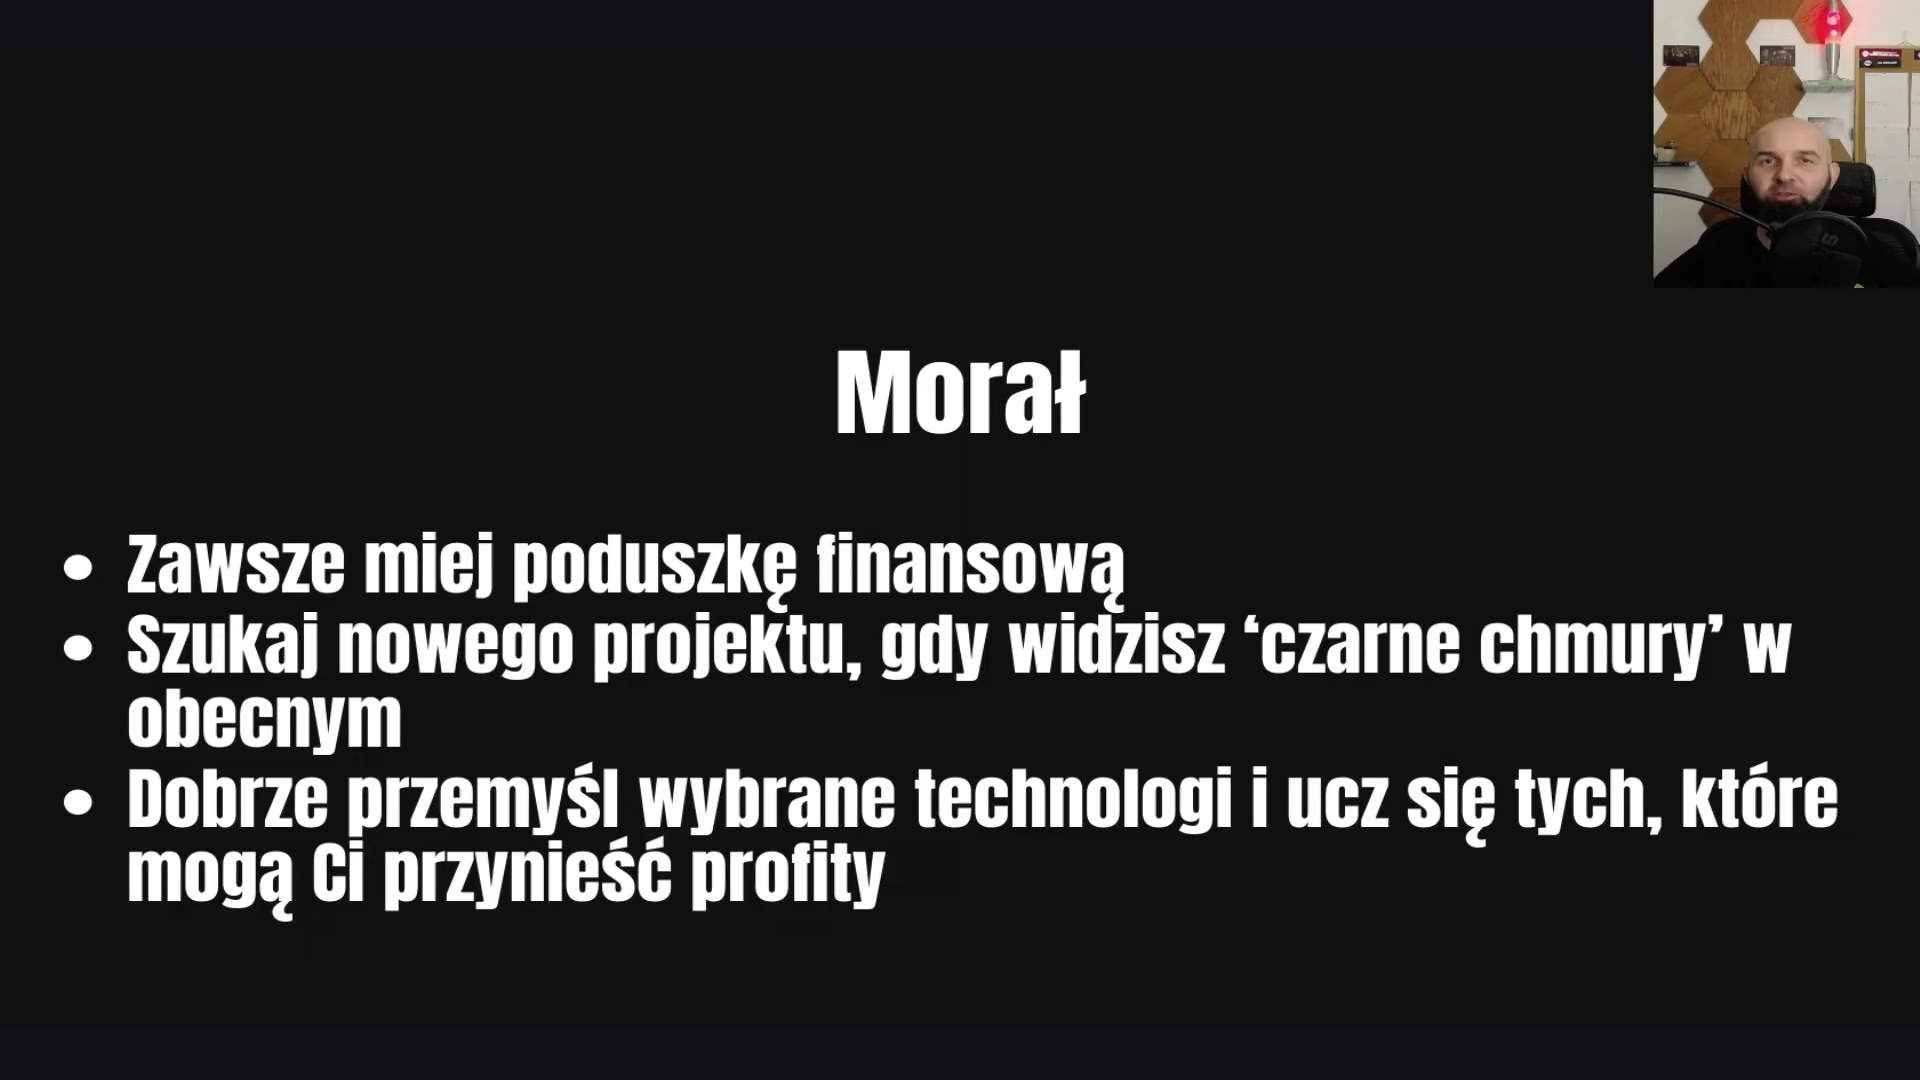 Morał
• Zawsze miej poduszkę finansową
• Szukaj nowego projektu, gdy widzisz ‘czarne chmury’ w
obecnym
• Dobrze przemyśl wybrane technologi i ucz się tych, które
mogą Ci przynieść profity